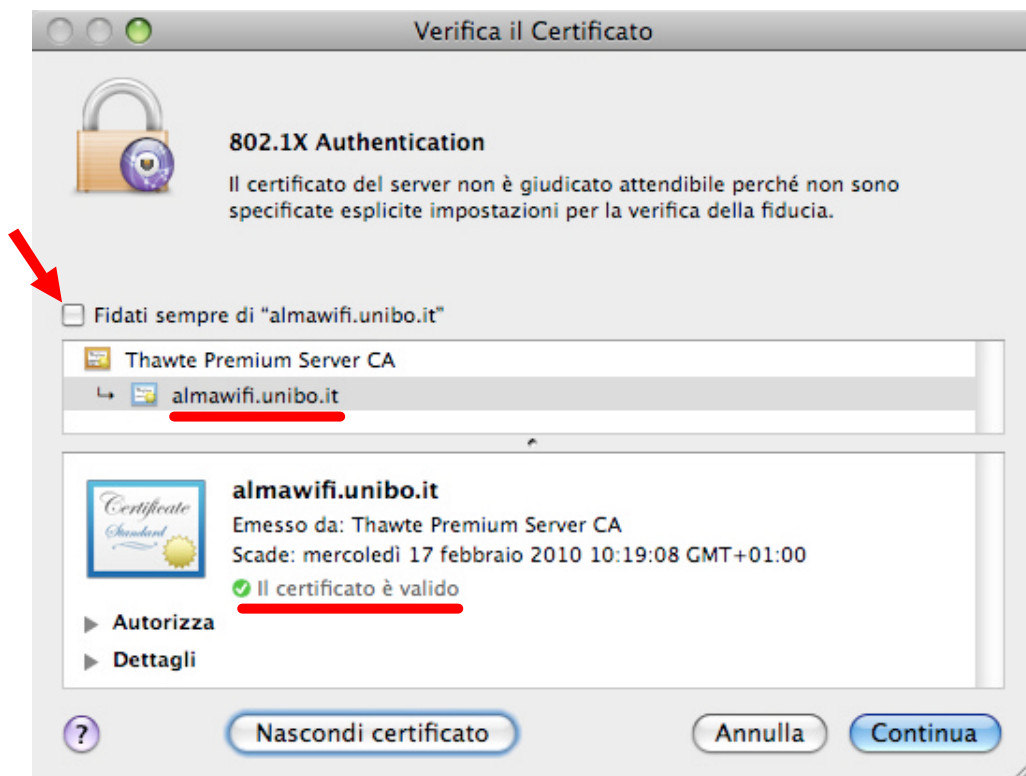 Verifica il Certificato
802.1X Authentication
Il certificato del server non è giudicato attendibile perché non sono
specificate esplicite impostazioni per la verifica della fiducia.
Fidati sempre di “almawifi.unibo.it”
Thawte Premium Server CA
almawifi.unibo.it
Certificate
Standard
almawifi.unibo.it
Emesso da: Thawte Premium Server CA
Scade: mercoledì 17 febbraio 2010 10:19:08 GMT+01:00
Il certificato è valido
Autorizza
Dettagli
?
Nascondi certificato
Annulla
Continua